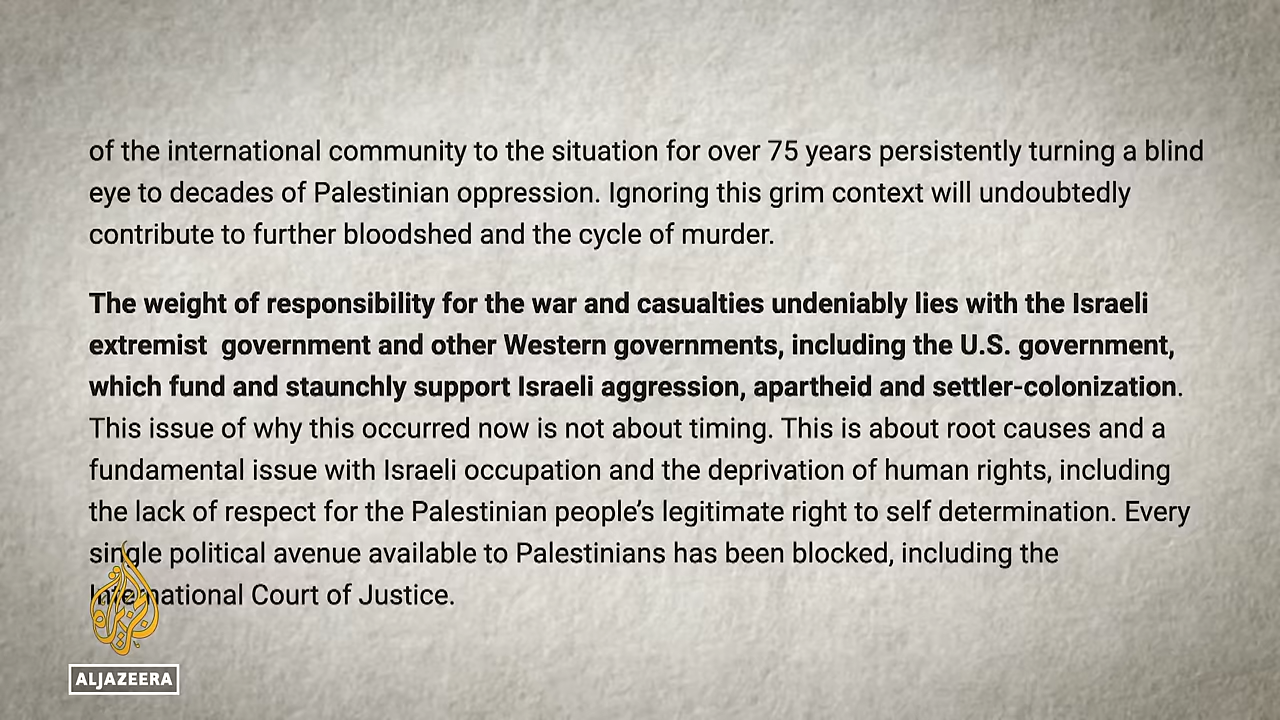 of the international community to the situation for over 75 years persistently turning a blind
eye to decades of Palestinian oppression. Ignoring this grim context will undoubtedly
contribute to further bloodshed and the cycle of murder.
The weight of responsibility for the war and casualties undeniably lies with the Israeli
extremist  government and other Western governments, including the U.S. government,
which fund and staunchly support Israeli aggression, apartheid and settler-colonization.
This issue of why this occurred now is not about timing. This is about root causes and a
fundamental issue with Israeli occupation and the deprivation of human rights, including
the lack of respect for the Palestinian people’s legitimate right to self determination. Every
single political avenue available to Palestinians has been blocked, including the
International Court of Justice.
الجزيرة
ALJAZEERA